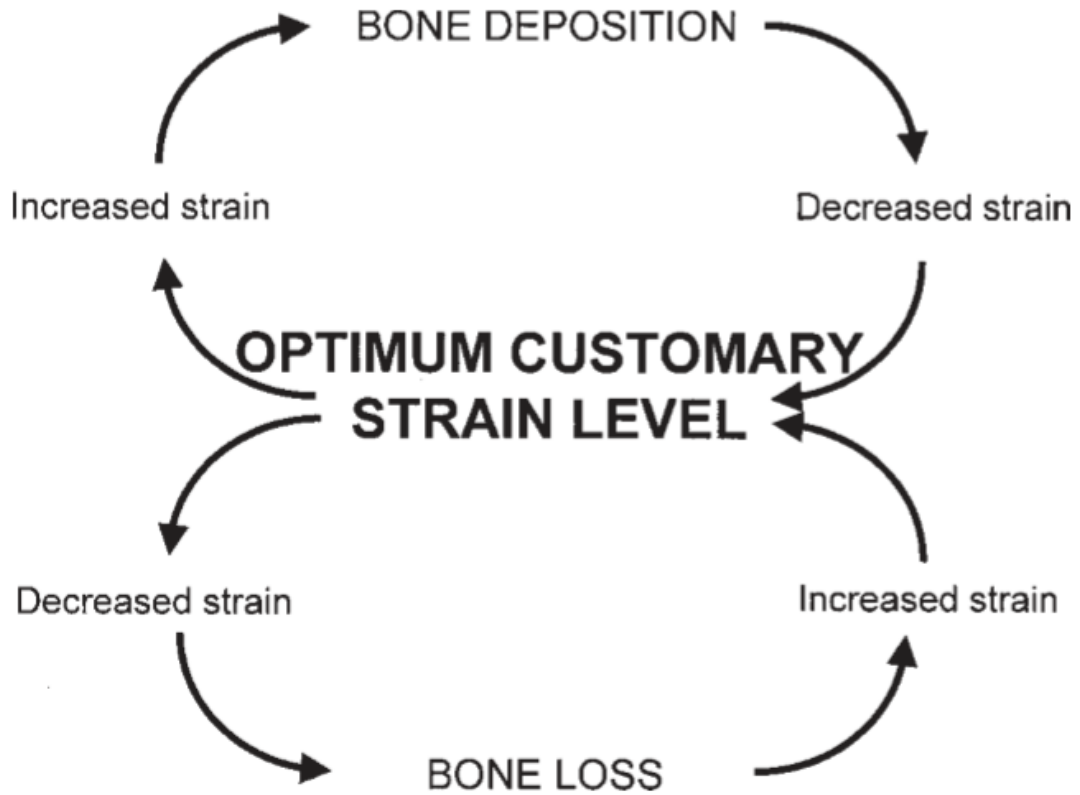 BONE DEPOSITION
Increased strain
Decreased strain
OPTIMUM CUSTOMARY
STRAIN LEVEL
Decreased strain
Increased strain
BONE LOSS